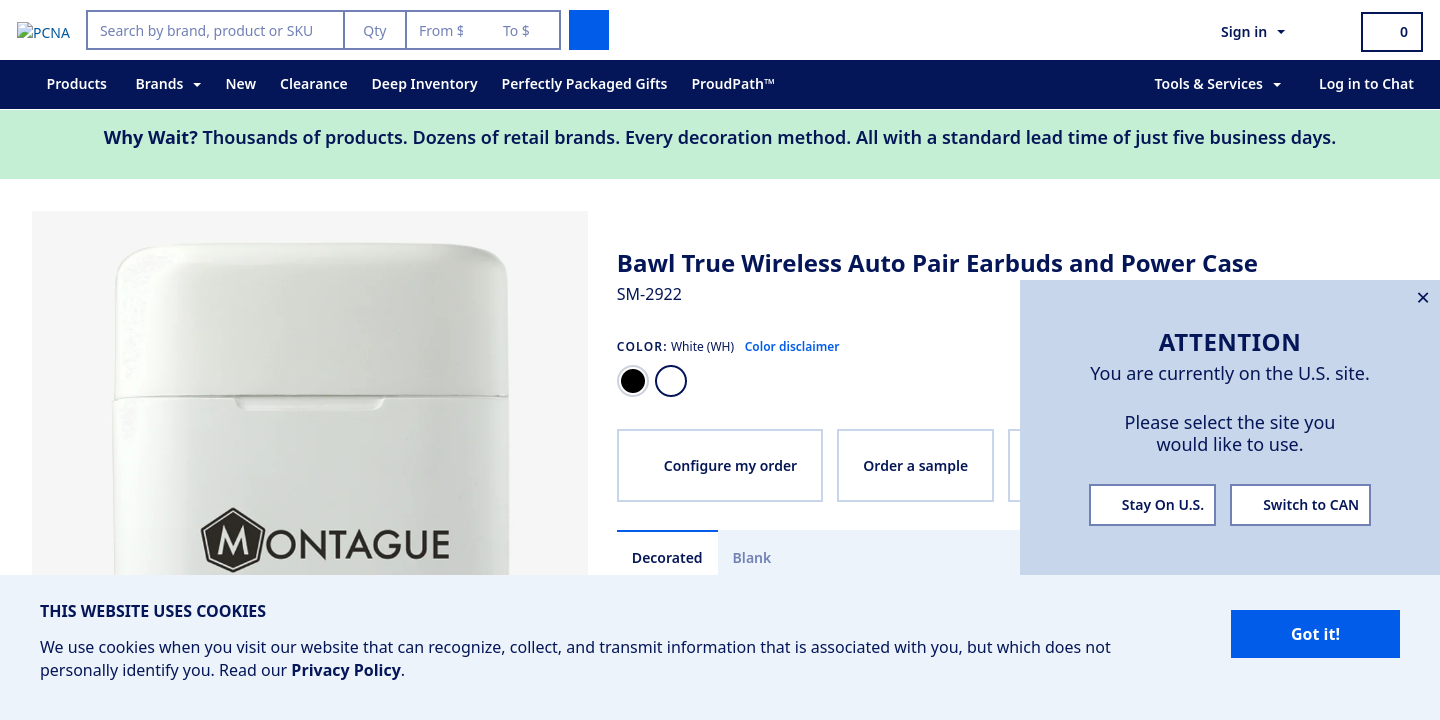 PCNA
Search by brand, product or SKU
Qty
From $
To $
Sign in
0
Products
Brands
New
Clearance
Deep Inventory
Perfectly Packaged Gifts
ProudPath™
Tools & Services
Log in to Chat
Why Wait? Thousands of products. Dozens of retail brands. Every decoration method. All with a standard lead time of just five business days.
MONTAGUE
Bawl True Wireless Auto Pair Earbuds and Power Case
SM-2922
COLOR: White (WH) Color disclaimer
Configure my order
Order a sample
Decorated
Blank
×
ATTENTION
You are currently on the U.S. site.
Please select the site you
would like to use.
Stay On U.S.
Switch to CAN
THIS WEBSITE USES COOKIES
We use cookies when you visit our website that can recognize, collect, and transmit information that is associated with you, but which does not
personally identify you. Read our Privacy Policy.
Got it!